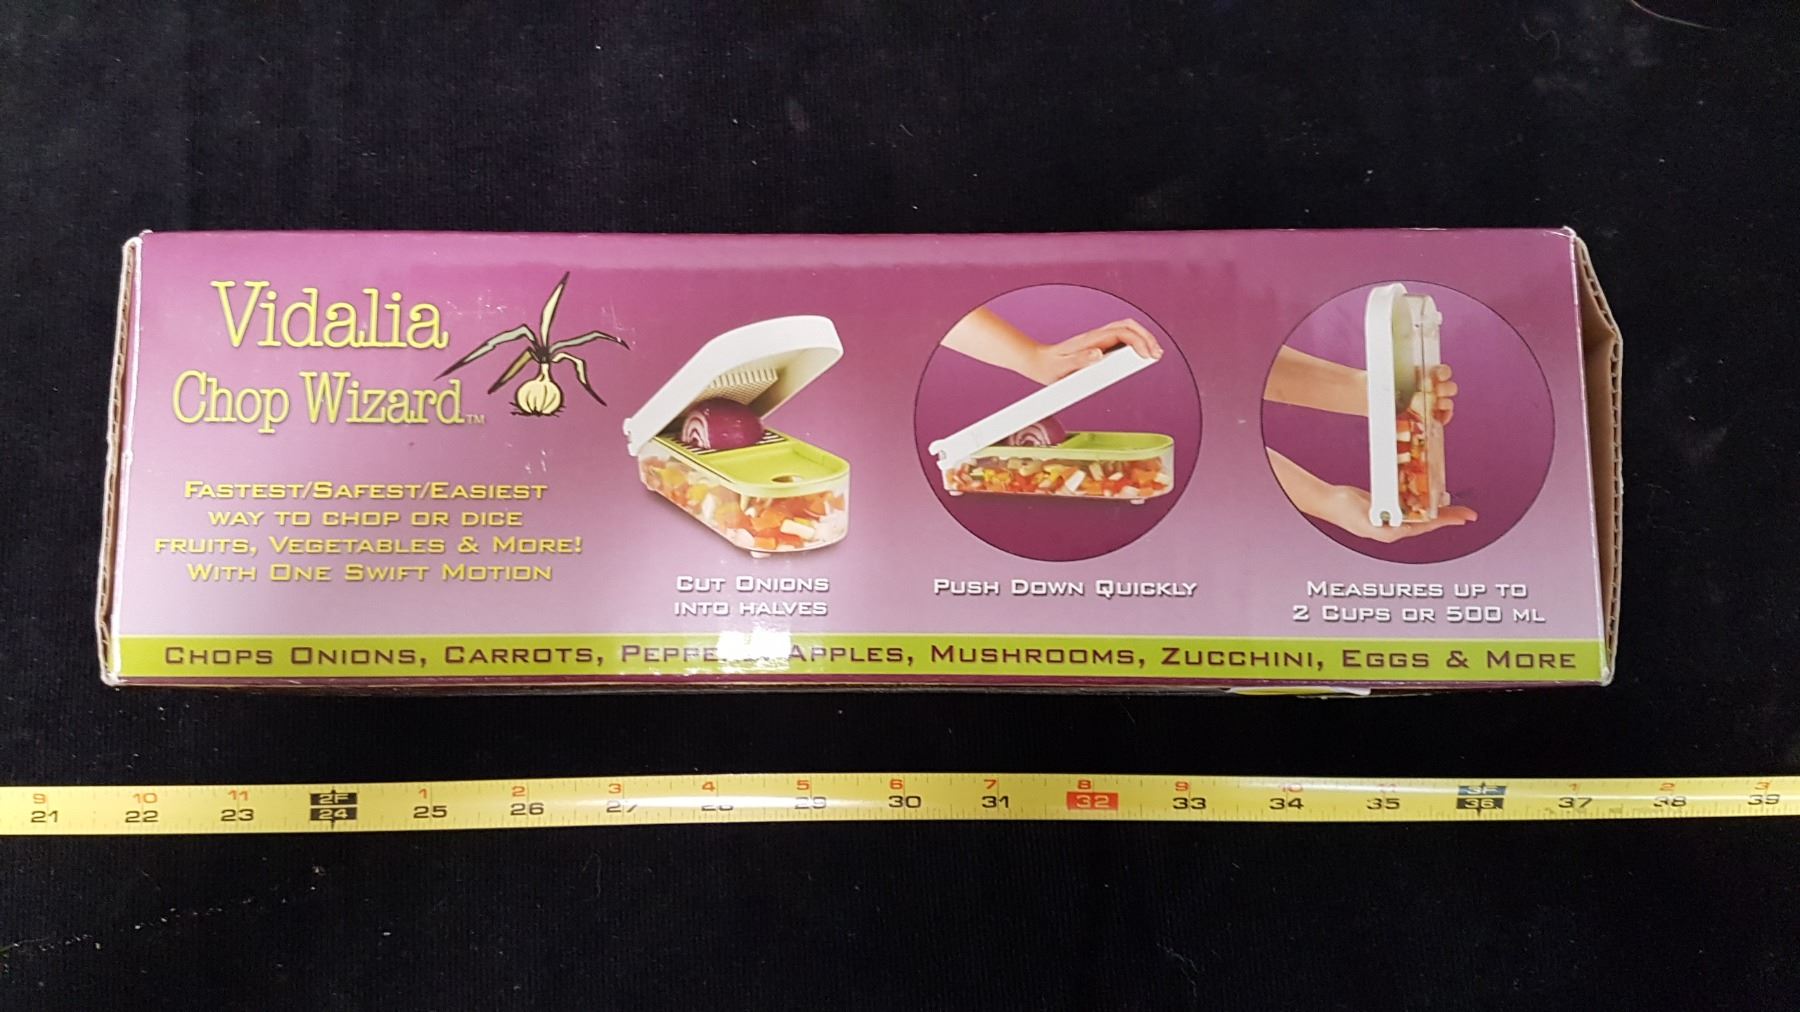 Vidalia
Chop Wizard™
FASTEST/SAFEST/EASIEST
WAY TO CHOP OR DICE
FRUITS, VEGETABLES & MORE!
WITH ONE SWIFT MOTION
CUT ONIONS
INTO HALVES
PUSH DOWN QUICKLY
MEASURES UP TO
2 CUPS OR 500 ML
CHOPS ONIONS, CARROTS, APPLES, MUSHROOMS, ZUCCHINI, EGGS & MORE
9 10 11 2F 1 2 3 4 5 6 7 8 9 10 11 3F 1 2 3
21 22 23 24 25 26 27 28 29 30 31 32 33 34 35 36 37 38 39